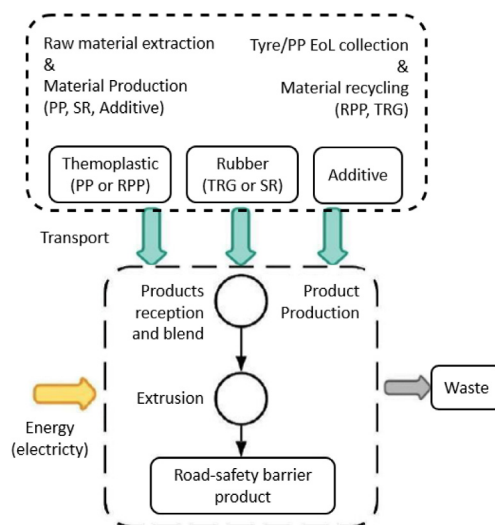 Raw material extraction
&
Material Production
(PP, SR, Additive)
Tyre/PP EoL collection
&
Material recycling
(RPP, TRG)
Themoplastic
(PP or RPP)
Rubber
(TRG or SR)
Additive
Transport
Products
reception
and blend
Product
Production
Extrusion
Energy
(electricty)
Waste
Road-safety barrier
product